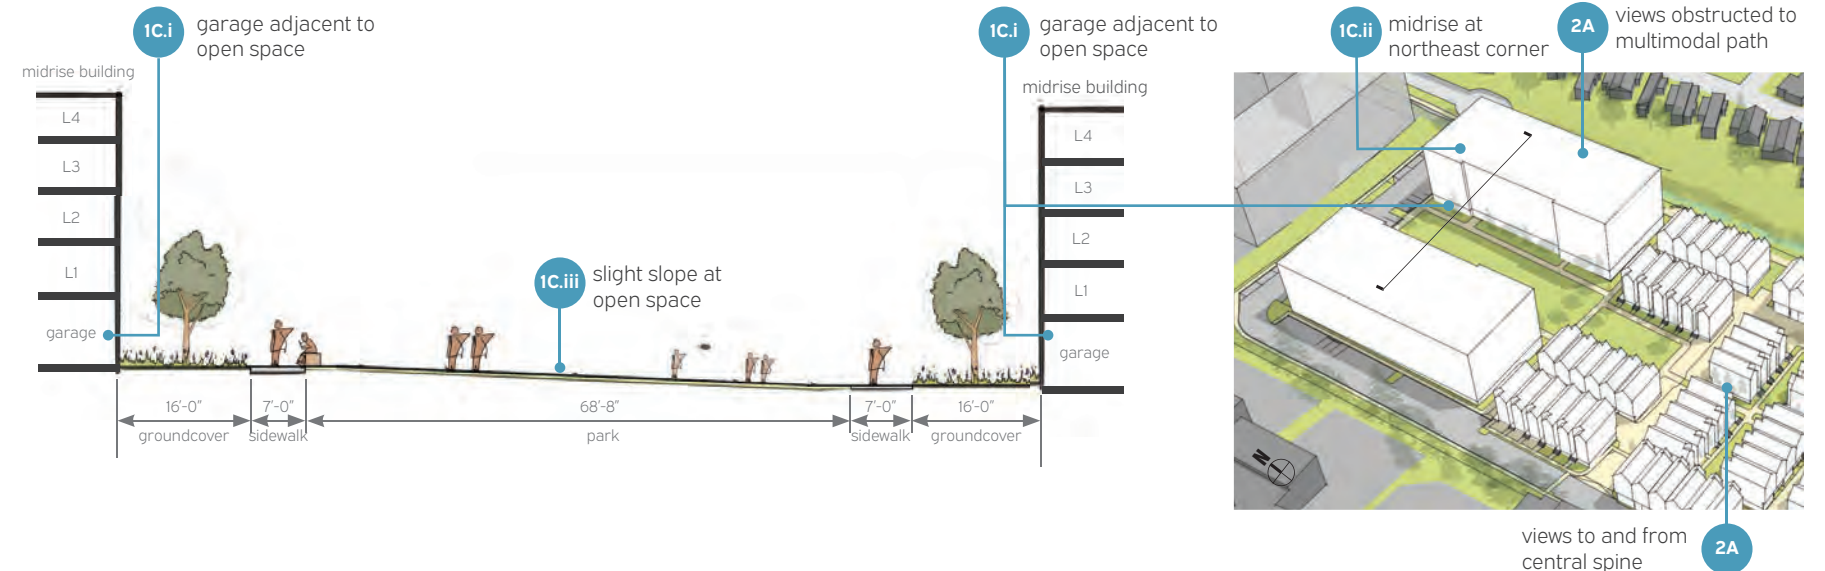 1C.i
garage adjacent to
open space
midrise building
L4
L3
L2
L1
garage
1C.iii
slight slope at
open space
1C.i
garage adjacent to
open space
midrise building
L4
L3
L2
L1
garage
16'-0"
7'-0"
68'-8"
7'-0"
16'-0"
groundcover
sidewalk
park
sidewalk
groundcover
1C.ii
midrise at
northeast corner
2A
views obstructed to
multimodal path
N
views to and from
central spine
2A